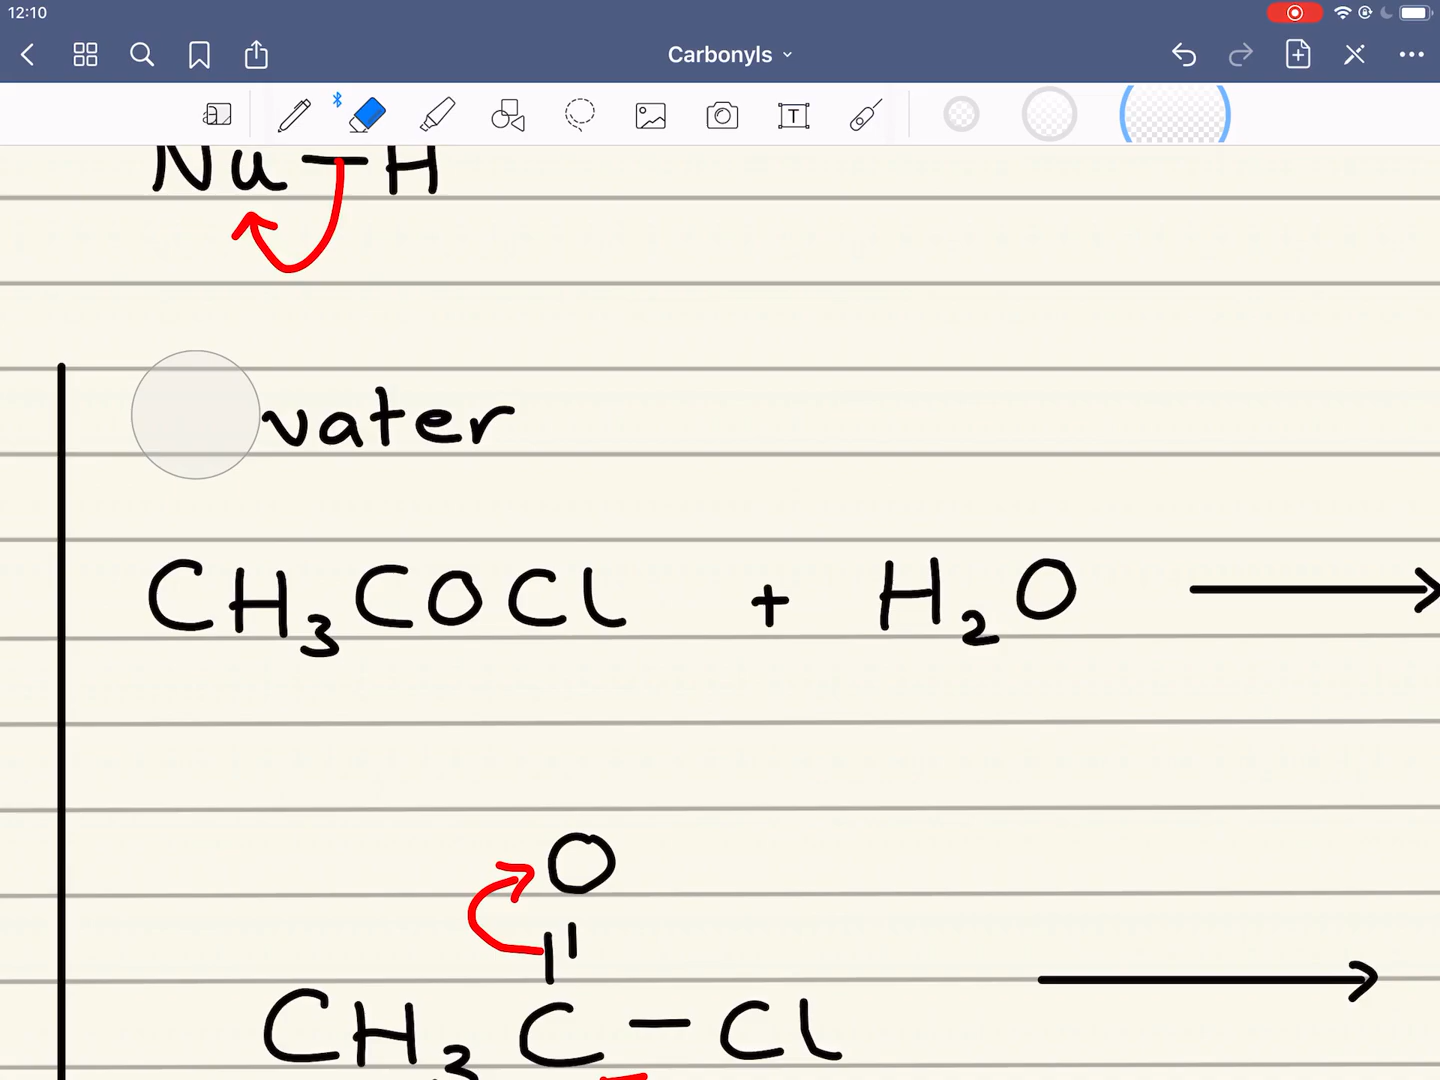 12:10
Carbonyls
T
Nu — H
vater
CH₃COCl + H₂O →
O
CH₃ C — Cl →